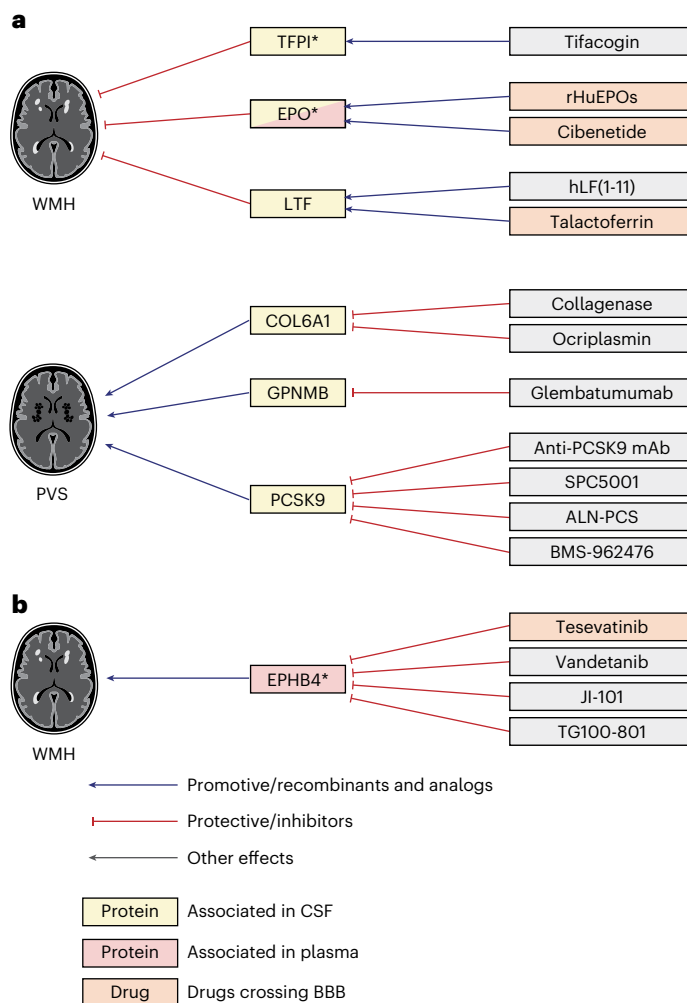 a
TFPI*
Tifacogin
rHuEPOs
EPO*
Cibenetide
hLF(1-11)
LTF
WMH
Talactoferrin
Collagenase
COL6A1
Ocriplasmin
GPNMB
Glembatumumab
Anti-PCSK9 mAb
SPC5001
PCSK9
PVS
ALN-PCS
BMS-962476
b
Tesevatinib
Vandetanib
EPHB4*
JI-101
TG100-801
WMH
Promotive/recombinants and analogs
Protective/inhibitors
Other effects
Protein Associated in CSF
Protein Associated in plasma
Drug Drugs crossing BBB